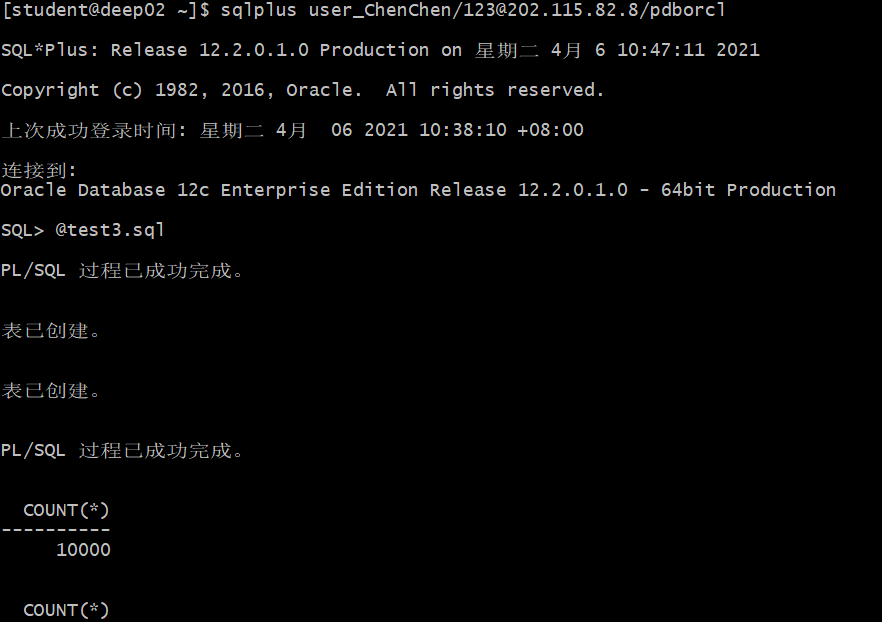 [student@deep02 ~]$ sqlplus user_ChenChen/123@202.115.82.8/pdborcl
SQL*Plus: Release 12.2.0.1.0 Production on 星期二 4月 6 10:47:11 2021
Copyright (c) 1982, 2016, Oracle.  All rights reserved.
上次成功登录时间: 星期二 4月  06 2021 10:38:10 +08:00
连接到:
Oracle Database 12c Enterprise Edition Release 12.2.0.1.0 - 64bit Production
SQL> @test3.sql
PL/SQL 过程已成功完成。
表已创建。
表已创建。
PL/SQL 过程已成功完成。
COUNT(*)
----------
10000
COUNT(*)